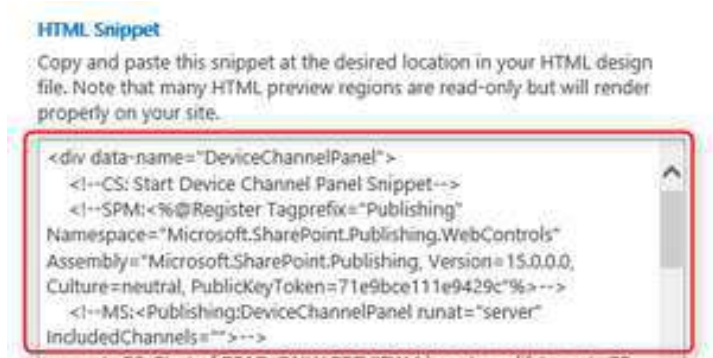 HTML Snippet
Copy and paste this snippet at the desired location in your HTML design
file. Note that many HTML preview regions are read-only but will render
properly on your site.
<div data-name="DeviceChannelPanel">
<!--CS: Start Device Channel Panel Snippet-->
<!--SPM:<%@Register Tagprefix="Publishing"
Namespace="Microsoft.SharePoint.Publishing.WebControls"
Assembly="Microsoft.SharePoint.Publishing, Version=15.0.0.0,
Culture=neutral, PublicKeyToken=71e9bce111e9429c"%>-->
<!--MS:<Publishing:DeviceChannelPanel runat="server"
IncludedChannels="">-->